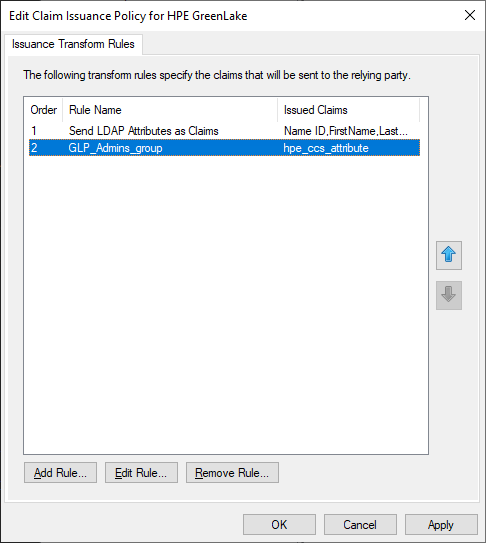 Edit Claim Issuance Policy for HPE GreenLake
Issuance Transform Rules
The following transform rules specify the claims that will be sent to the relying party.
Order Rule Name Issued Claims
1 Send LDAP Attributes as Claims Name ID,FirstName,Last...
2 GLP_Admins_group hpe_ccs_attribute
Add Rule... Edit Rule... Remove Rule...
OK Cancel Apply